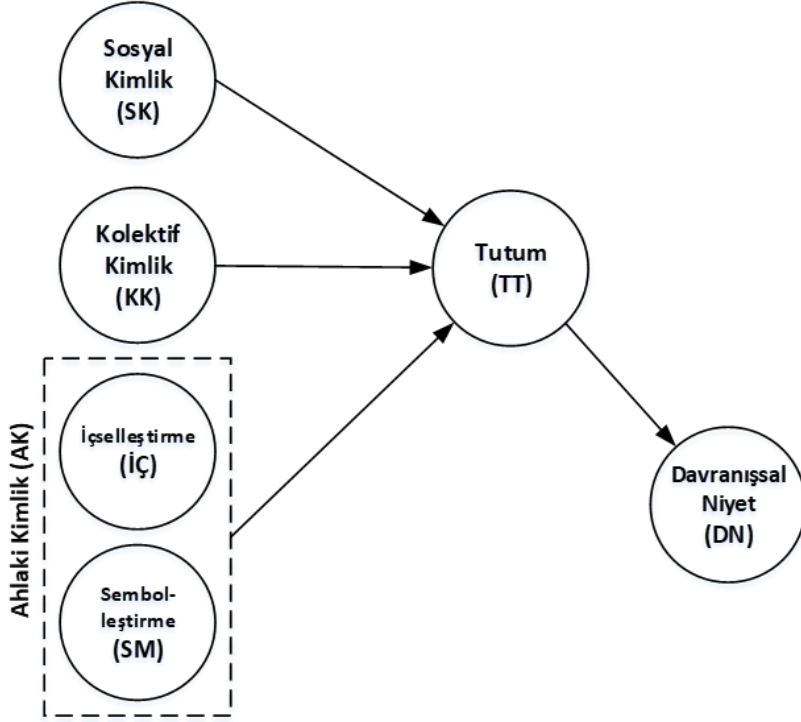 Sosyal
Kimlik
(SK)
Kolektif
Kimlik
(KK)
Tutum
(TT)
Ahlaki Kimlik (AK)
İçselleştirme
(İÇ)
Sembol-
leştirme
(SM)
Davranışsal
Niyet
(DN)